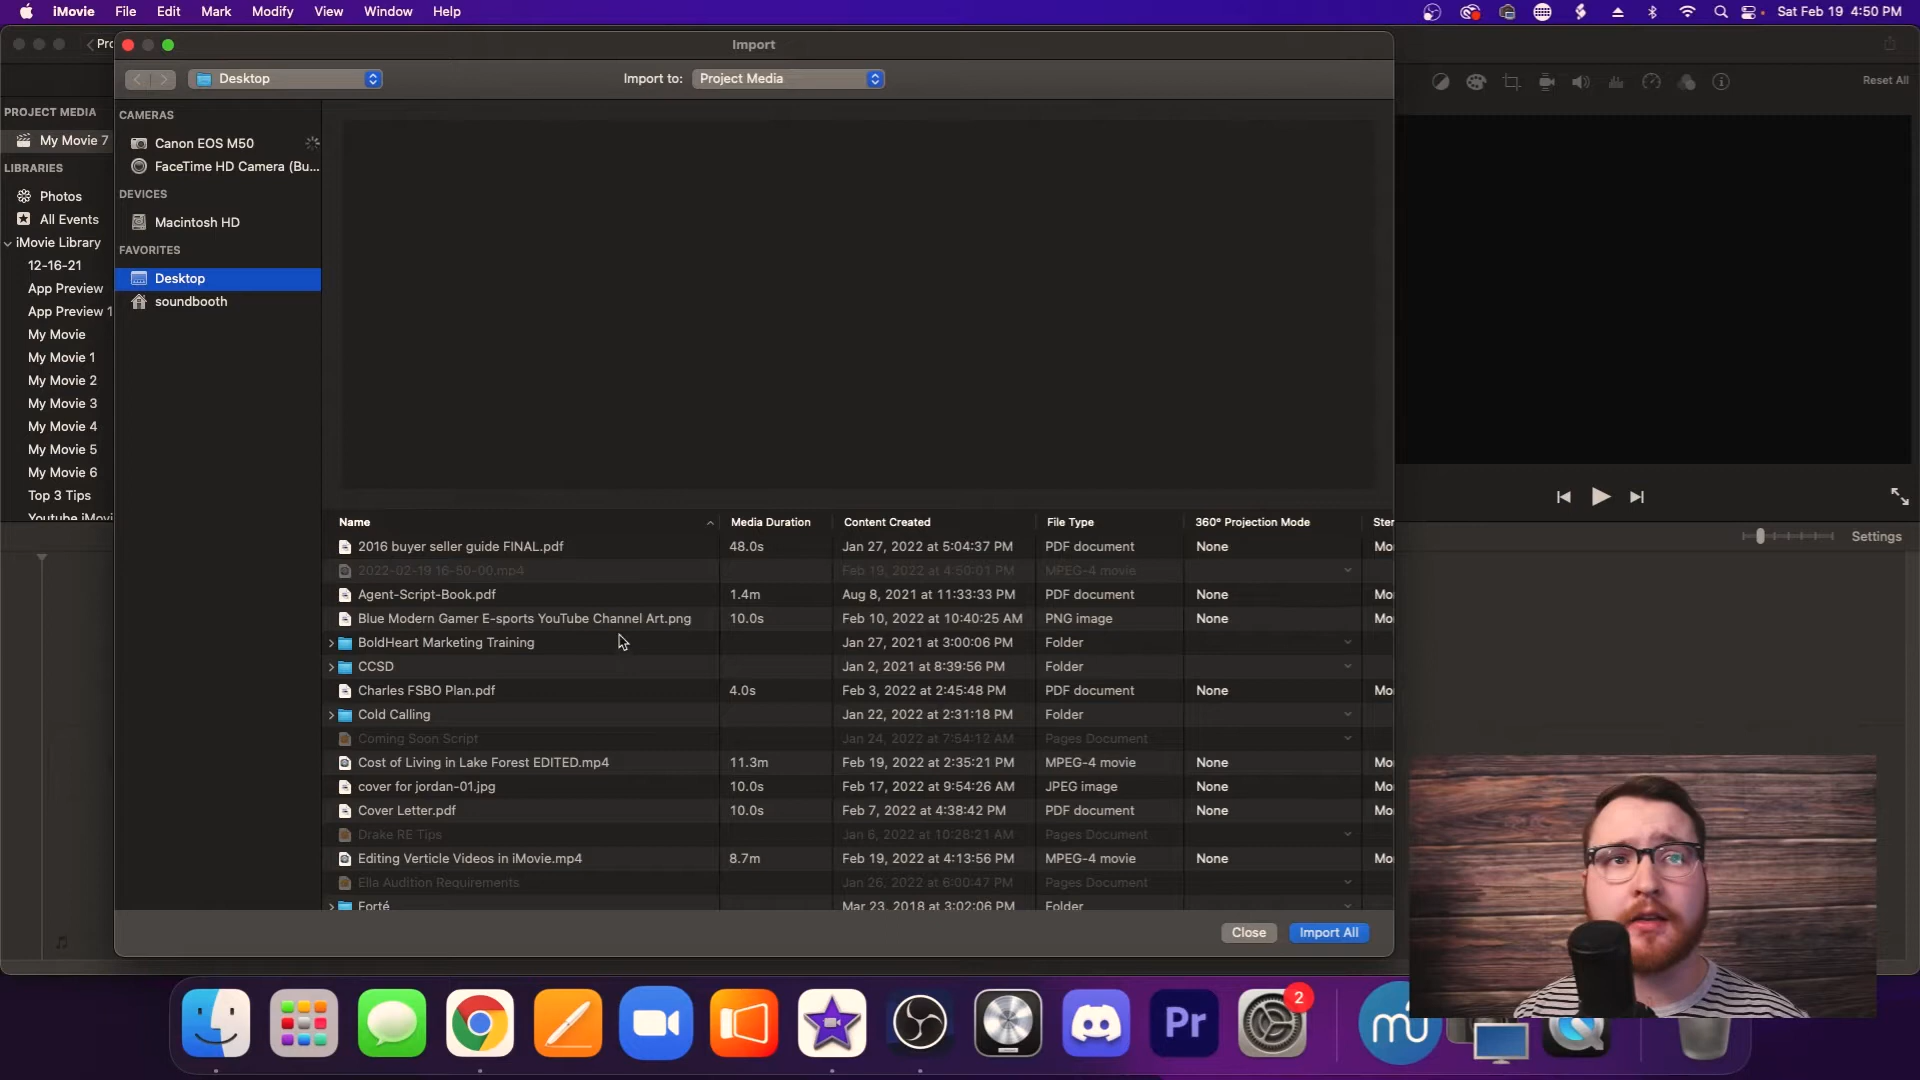 iMovie File Edit Mark Modify View Window Help
Sat Feb 19 4:50 PM
Import
Desktop
Import to: Project Media
Reset All
PROJECT MEDIA
My Movie 7
LIBRARIES
Photos
All Events
iMovie Library
12-16-21
App Preview
App Preview 1
My Movie
My Movie 1
My Movie 2
My Movie 3
My Movie 4
My Movie 5
My Movie 6
Top 3 Tips
Youtube iMovi
CAMERAS
Canon EOS M50
FaceTime HD Camera (Bu...
DEVICES
Macintosh HD
FAVORITES
Desktop
soundbooth
Name Media Duration Content Created File Type 360° Projection Mode Ster
2016 buyer seller guide FINAL.pdf 48.0s Jan 27, 2022 at 5:04:37 PM PDF document None Mo
2022-02-19 16-50-00.mp4 Feb 19, 2022 at 4:50:01 PM MPEG-4 movie
Agent-Script-Book.pdf 1.4m Aug 8, 2021 at 11:33:33 PM PDF document None Mo
Blue Modern Gamer E-sports YouTube Channel Art.png 10.0s Feb 10, 2022 at 10:40:25 AM PNG image None Mo
BoldHeart Marketing Training Jan 27, 2021 at 3:00:06 PM Folder
CCSD Jan 2, 2021 at 8:39:56 PM Folder
Charles FSBO Plan.pdf 4.0s Feb 3, 2022 at 2:45:48 PM PDF document None Mo
Cold Calling Jan 22, 2022 at 2:31:18 PM Folder
Coming Soon Script Jan 24, 2022 at 7:54:12 AM Pages Document
Cost of Living in Lake Forest EDITED.mp4 11.3m Feb 19, 2022 at 2:35:21 PM MPEG-4 movie None Mo
cover for jordan-01.jpg 10.0s Feb 17, 2022 at 9:54:26 AM JPEG image None Mo
Cover Letter.pdf 10.0s Feb 7, 2022 at 4:38:42 PM PDF document None Mo
Drake RE Tips Jan 6, 2022 at 10:28:21 AM Pages Document
Editing Verticle Videos in iMovie.mp4 8.7m Feb 19, 2022 at 4:13:56 PM MPEG-4 movie None Mo
Ella Audition Requirements Jan 26, 2022 at 6:00:47 PM Pages Document
Forté Mar 23, 2018 at 3:02:06 PM Folder
Close Import All
Settings
Pr
2